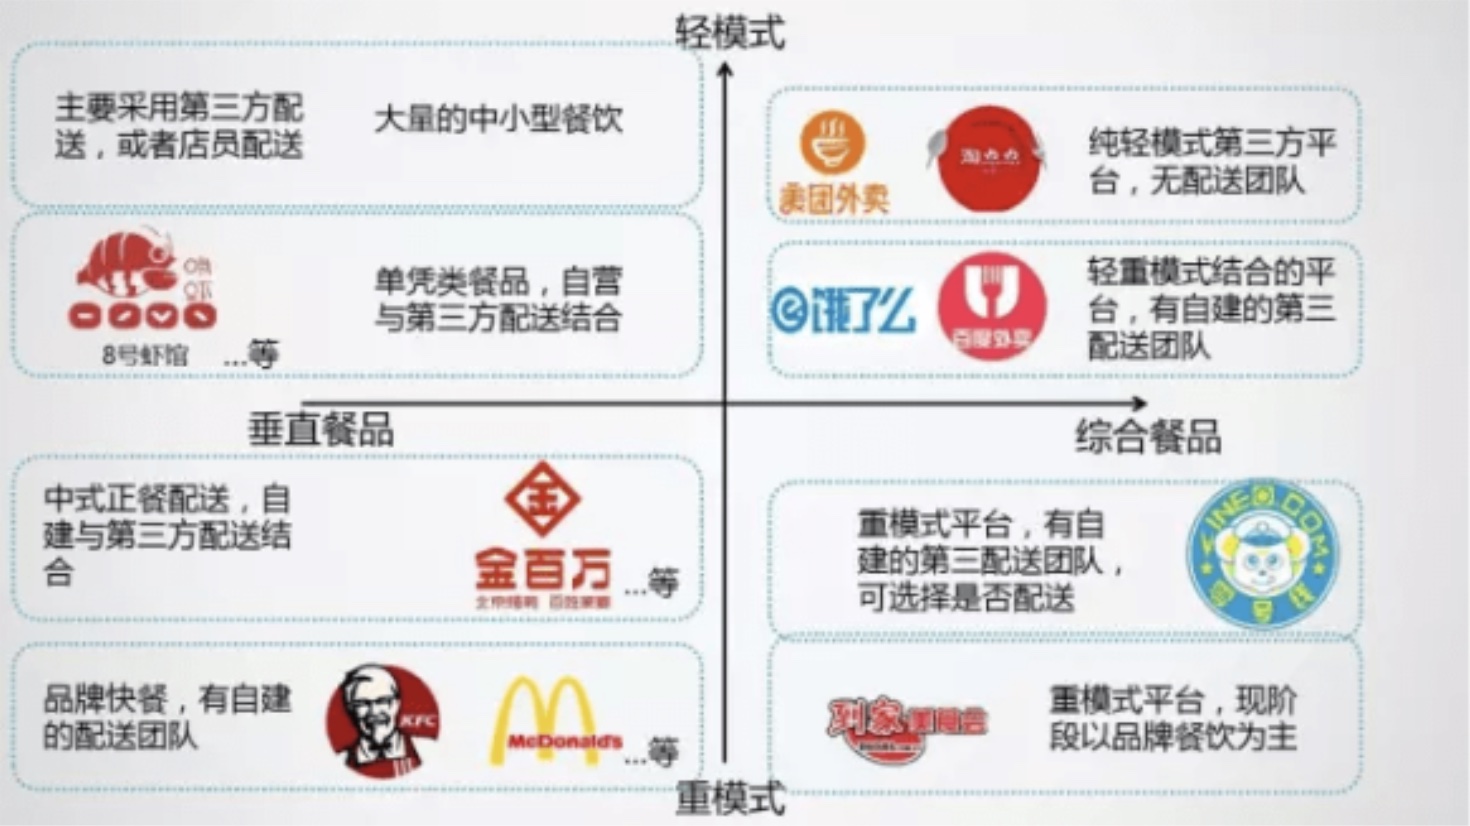 轻模式
主要采用第三方配
送，或者店员配送
大量的中小型餐饮
美团外卖
淘点点
纯轻模式第三方平
台，无配送团队
8号虾馆
...等
单凭类餐品，自营
与第三方配送结合
饿了么
百度外卖
轻重模式结合的平
台，有自建的第三
配送团队
垂直餐品
综合餐品
中式正餐配送，自
建与第三方配送结
合
金
金百万
...等
重模式平台，有自
建的第三配送团队，
可选择是否配送
LINE0.COM
零号线
品牌快餐，有自建
的配送团队
KFC
McDonald's
...等
到家美食会
重模式平台，现阶
段以品牌餐饮为主
重模式